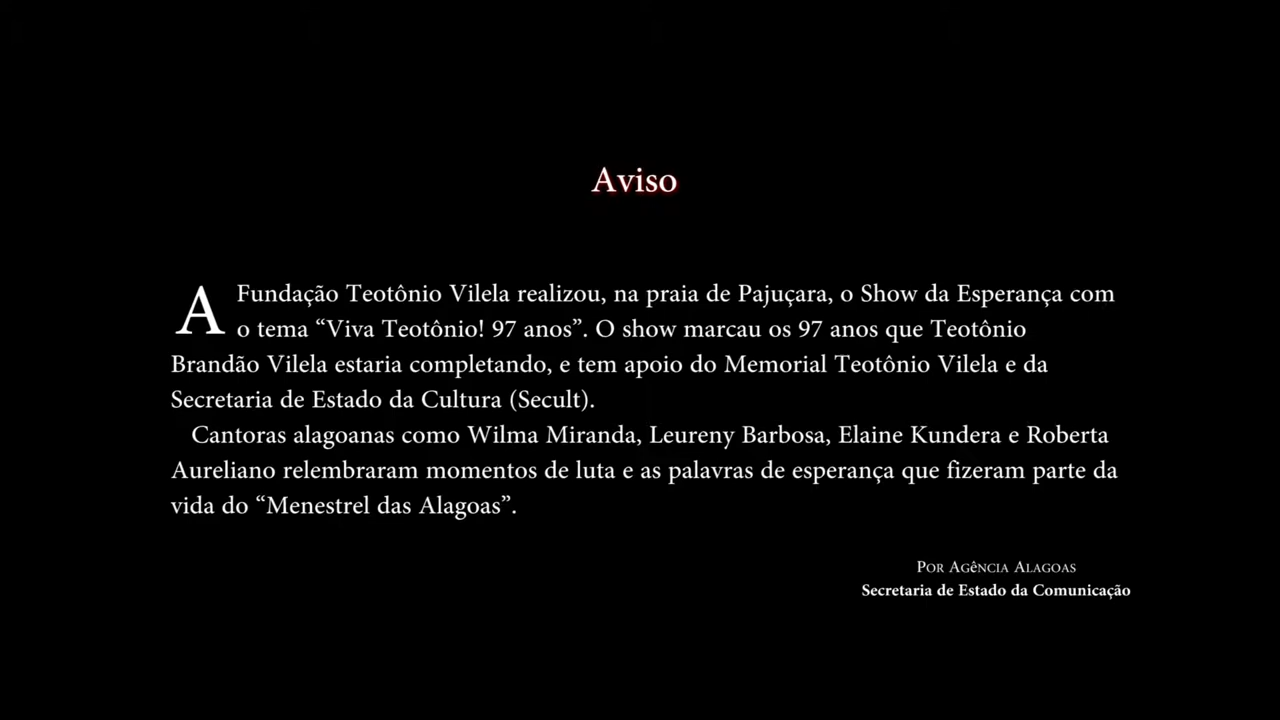 Aviso
A Fundação Teotônio Vilela realizou, na praia de Pajuçara, o Show da Esperança com
o tema “Viva Teotônio! 97 anos”. O show marcau os 97 anos que Teotônio
Brandão Vilela estaria completando, e tem apoio do Memorial Teotônio Vilela e da
Secretaria de Estado da Cultura (Secult).
Cantoras alagoanas como Wilma Miranda, Leureny Barbosa, Elaine Kundera e Roberta
Aureliano relembraram momentos de luta e as palavras de esperança que fizeram parte da
vida do “Menestrel das Alagoas”.
Por Agência Alagoas
Secretaria de Estado da Comunicação